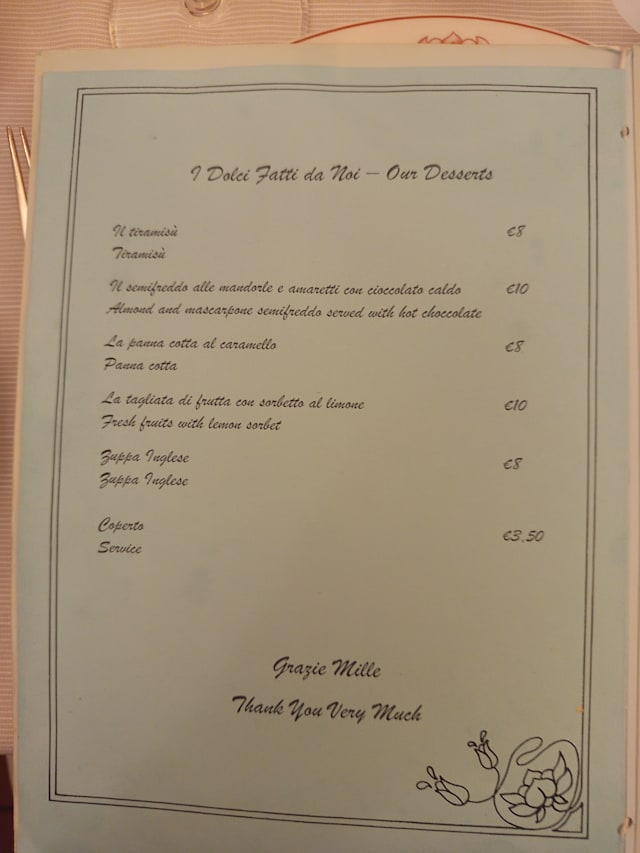 I Dolci Fatti da Noi – Our Desserts
Il tiramisù €8
Tiramisù
Il semifreddo alle mandorle e amaretti con cioccolato caldo €10
Almond and mascarpone semifreddo served with hot choccolate
La panna cotta al caramello €8
Panna cotta
La tagliata di frutta con sorbetto al limone €10
Fresh fruits with lemon sorbet
Zuppa Inglese €8
Zuppa Inglese
Coperto €3.50
Service
Grazie Mille
Thank You Very Much